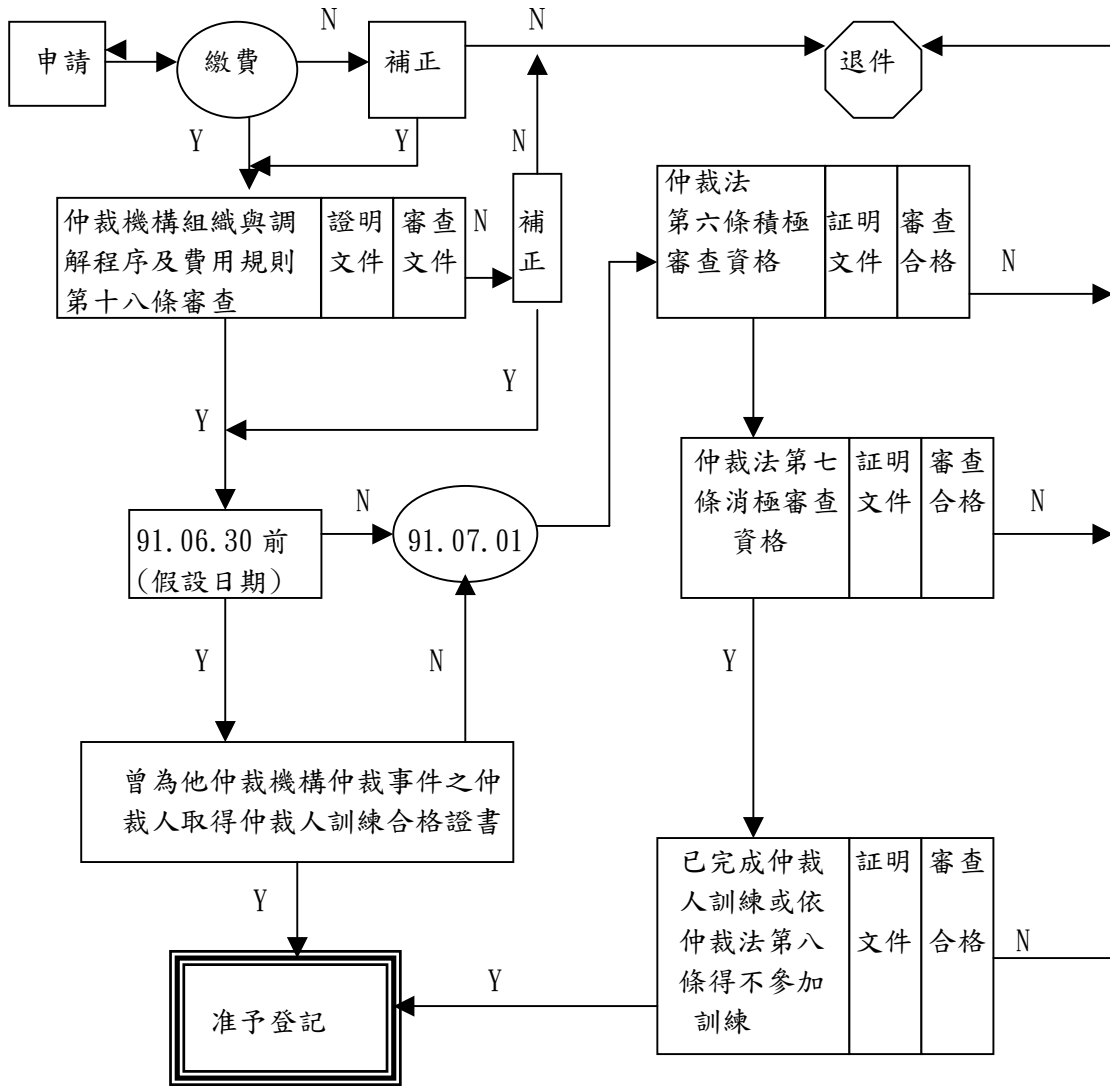 申請
繳費
N
補正
N
退件
Y
Y
N
仲裁機構組織與調
解程序及費用規則
第十八條審查
證明
文件
審查
文件
N
補
正
仲裁法
第六條積極
審查資格
証明
文件
審查
合格
N
Y
Y
仲裁法第七
條消極審查
資格
証明
文件
審查
合格
N
91.06.30 前
(假設日期)
N
91.07.01
Y
N
Y
曾為他仲裁機構仲裁事件之仲
裁人取得仲裁人訓練合格證書
已完成仲裁
人訓練或依
仲裁法第八
條得不參加
訓練
証明
文件
審查
合格
N
Y
Y
准予登記